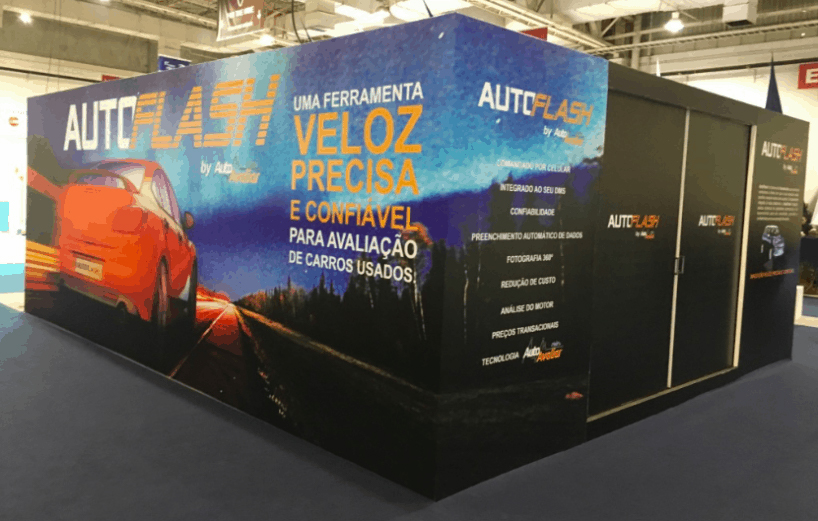 AUTOFLASH
by AutoAvaliar
UMA FERRAMENTA
VELOZ
PRECISA
E CONFIÁVEL
PARA AVALIAÇÃO
DE CARROS USADOS
AUTOFLASH
AUTOFLASH
by AutoAvaliar
COMANDADO POR CELULAR
INTEGRADO AO SEU DMS
CONFIABILIDADE
PREENCHIMENTO AUTOMÁTICO DE DADOS
FOTOGRAFIA 360º
REDUÇÃO DE CUSTO
ANÁLISE DO MOTOR
PREÇOS TRANSACIONAIS
TECNOLOGIA AutoAvaliar
AUTOFLASH
AUTOFLASH
AUTOFLASH